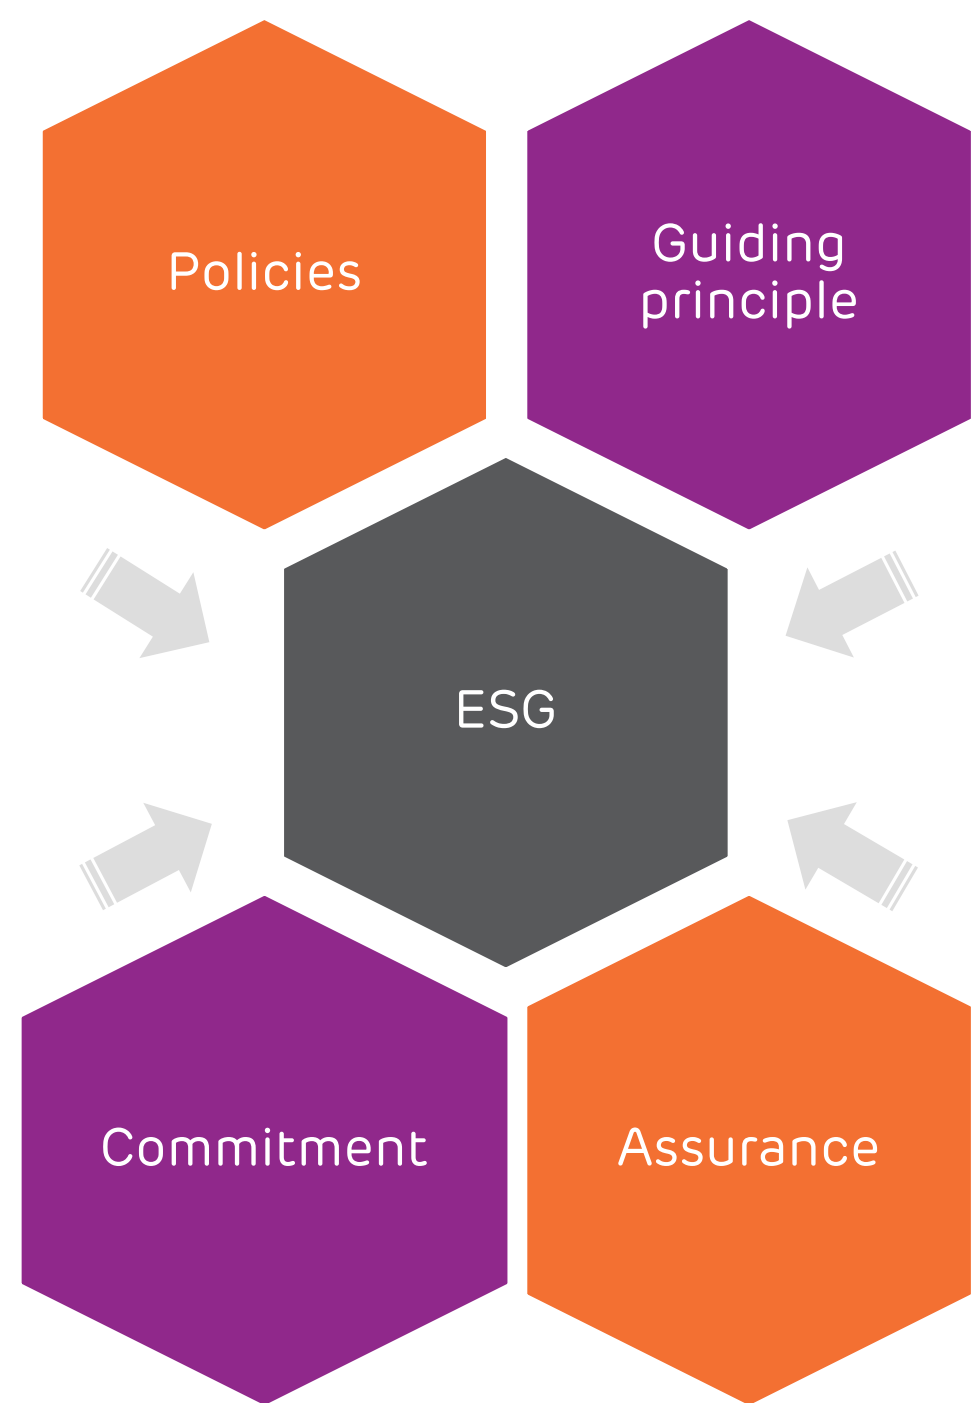 Policies
Guiding
principle
ESG
Commitment
Assurance